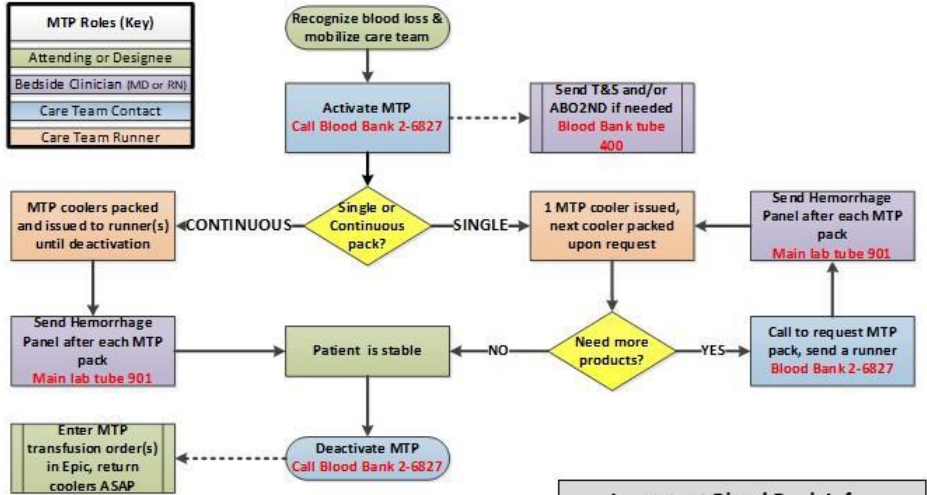 MTP Roles (Key)
Attending or Designee
Bedside Clinician (MD or RN)
Care Team Contact
Care Team Runner
Recognize blood loss &
mobilize care team
Activate MTP
Call Blood Bank 2-6827
Send T&S and/or
ABO2ND if needed
Blood Bank tube
400
MTP coolers packed
and issued to runner(s)
until deactivation
CONTINUOUS
Single or
Continuous
pack?
SINGLE
1 MTP cooler issued,
next cooler packed
upon request
Send Hemorrhage
Panel after each MTP
pack
Main lab tube 901
Send Hemorrhage
Panel after each MTP
pack
Main lab tube 901
Patient is stable
NO
Need more
products?
YES
Call to request MTP
pack, send a runner
Blood Bank 2-6827
Enter MTP
transfusion order(s)
in Epic, return
coolers ASAP
Deactivate MTP
Call Blood Bank 2-6827